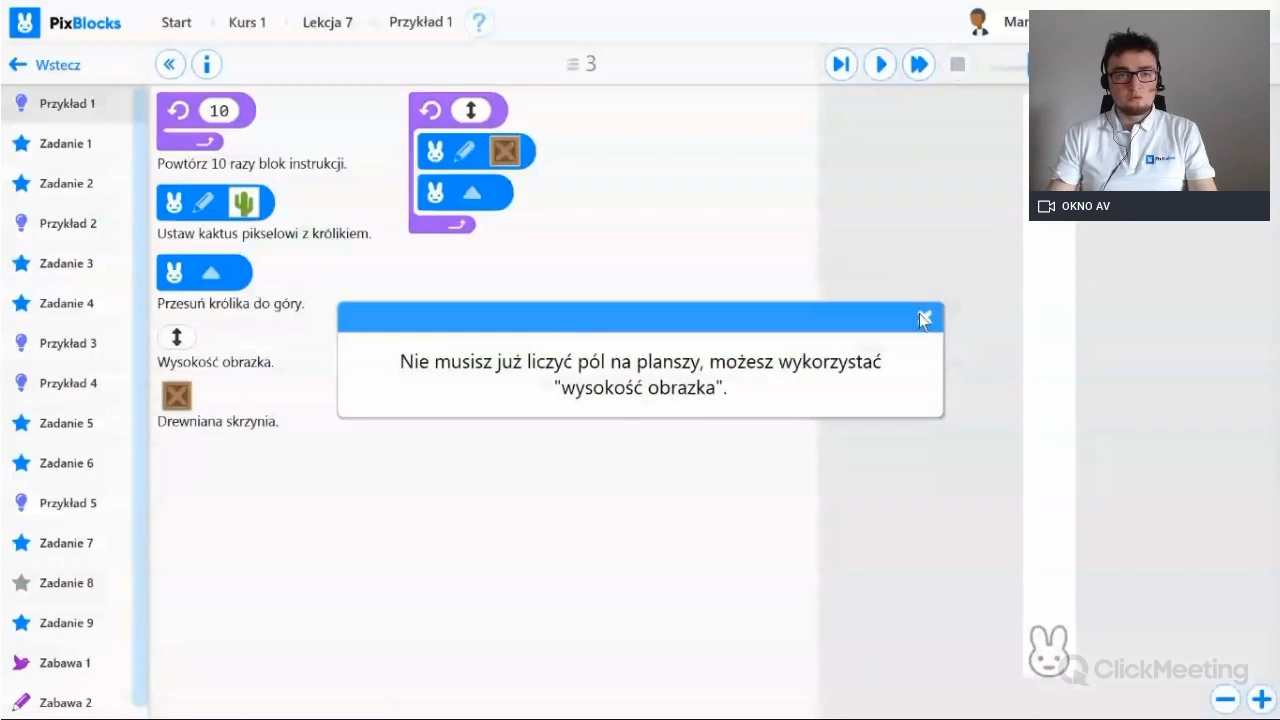 PixBlocks
Start
Kurs 1
Lekcja 7
Przykład 1
?
Mar
Wstecz
3
Przykład 1
Zadanie 1
Zadanie 2
Przykład 2
Zadanie 3
Zadanie 4
Przykład 3
Przykład 4
Zadanie 5
Zadanie 6
Przykład 5
Zadanie 7
Zadanie 8
Zadanie 9
Zabawa 1
Zabawa 2
10
Powtórz 10 razy blok instrukcji.
Ustaw kaktus pikselowi z królikiem.
Przesuń królika do góry.
Wysokość obrazka.
Drewniana skrzynia.
Nie musisz już liczyć pól na planszy, możesz wykorzystać
"wysokość obrazka".
PixBlocks
OKNO AV
ClickMeeting